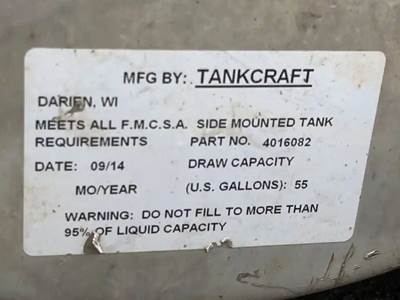 MFG BY: TANKCRAFT
DARIEN, WI
MEETS ALL F.M.C.S.A. SIDE MOUNTED TANK
REQUIREMENTS PART NO. 4016082
DATE: 09/14 DRAW CAPACITY
MO/YEAR (U.S. GALLONS): 55
WARNING: DO NOT FILL TO MORE THAN
95% OF LIQUID CAPACITY